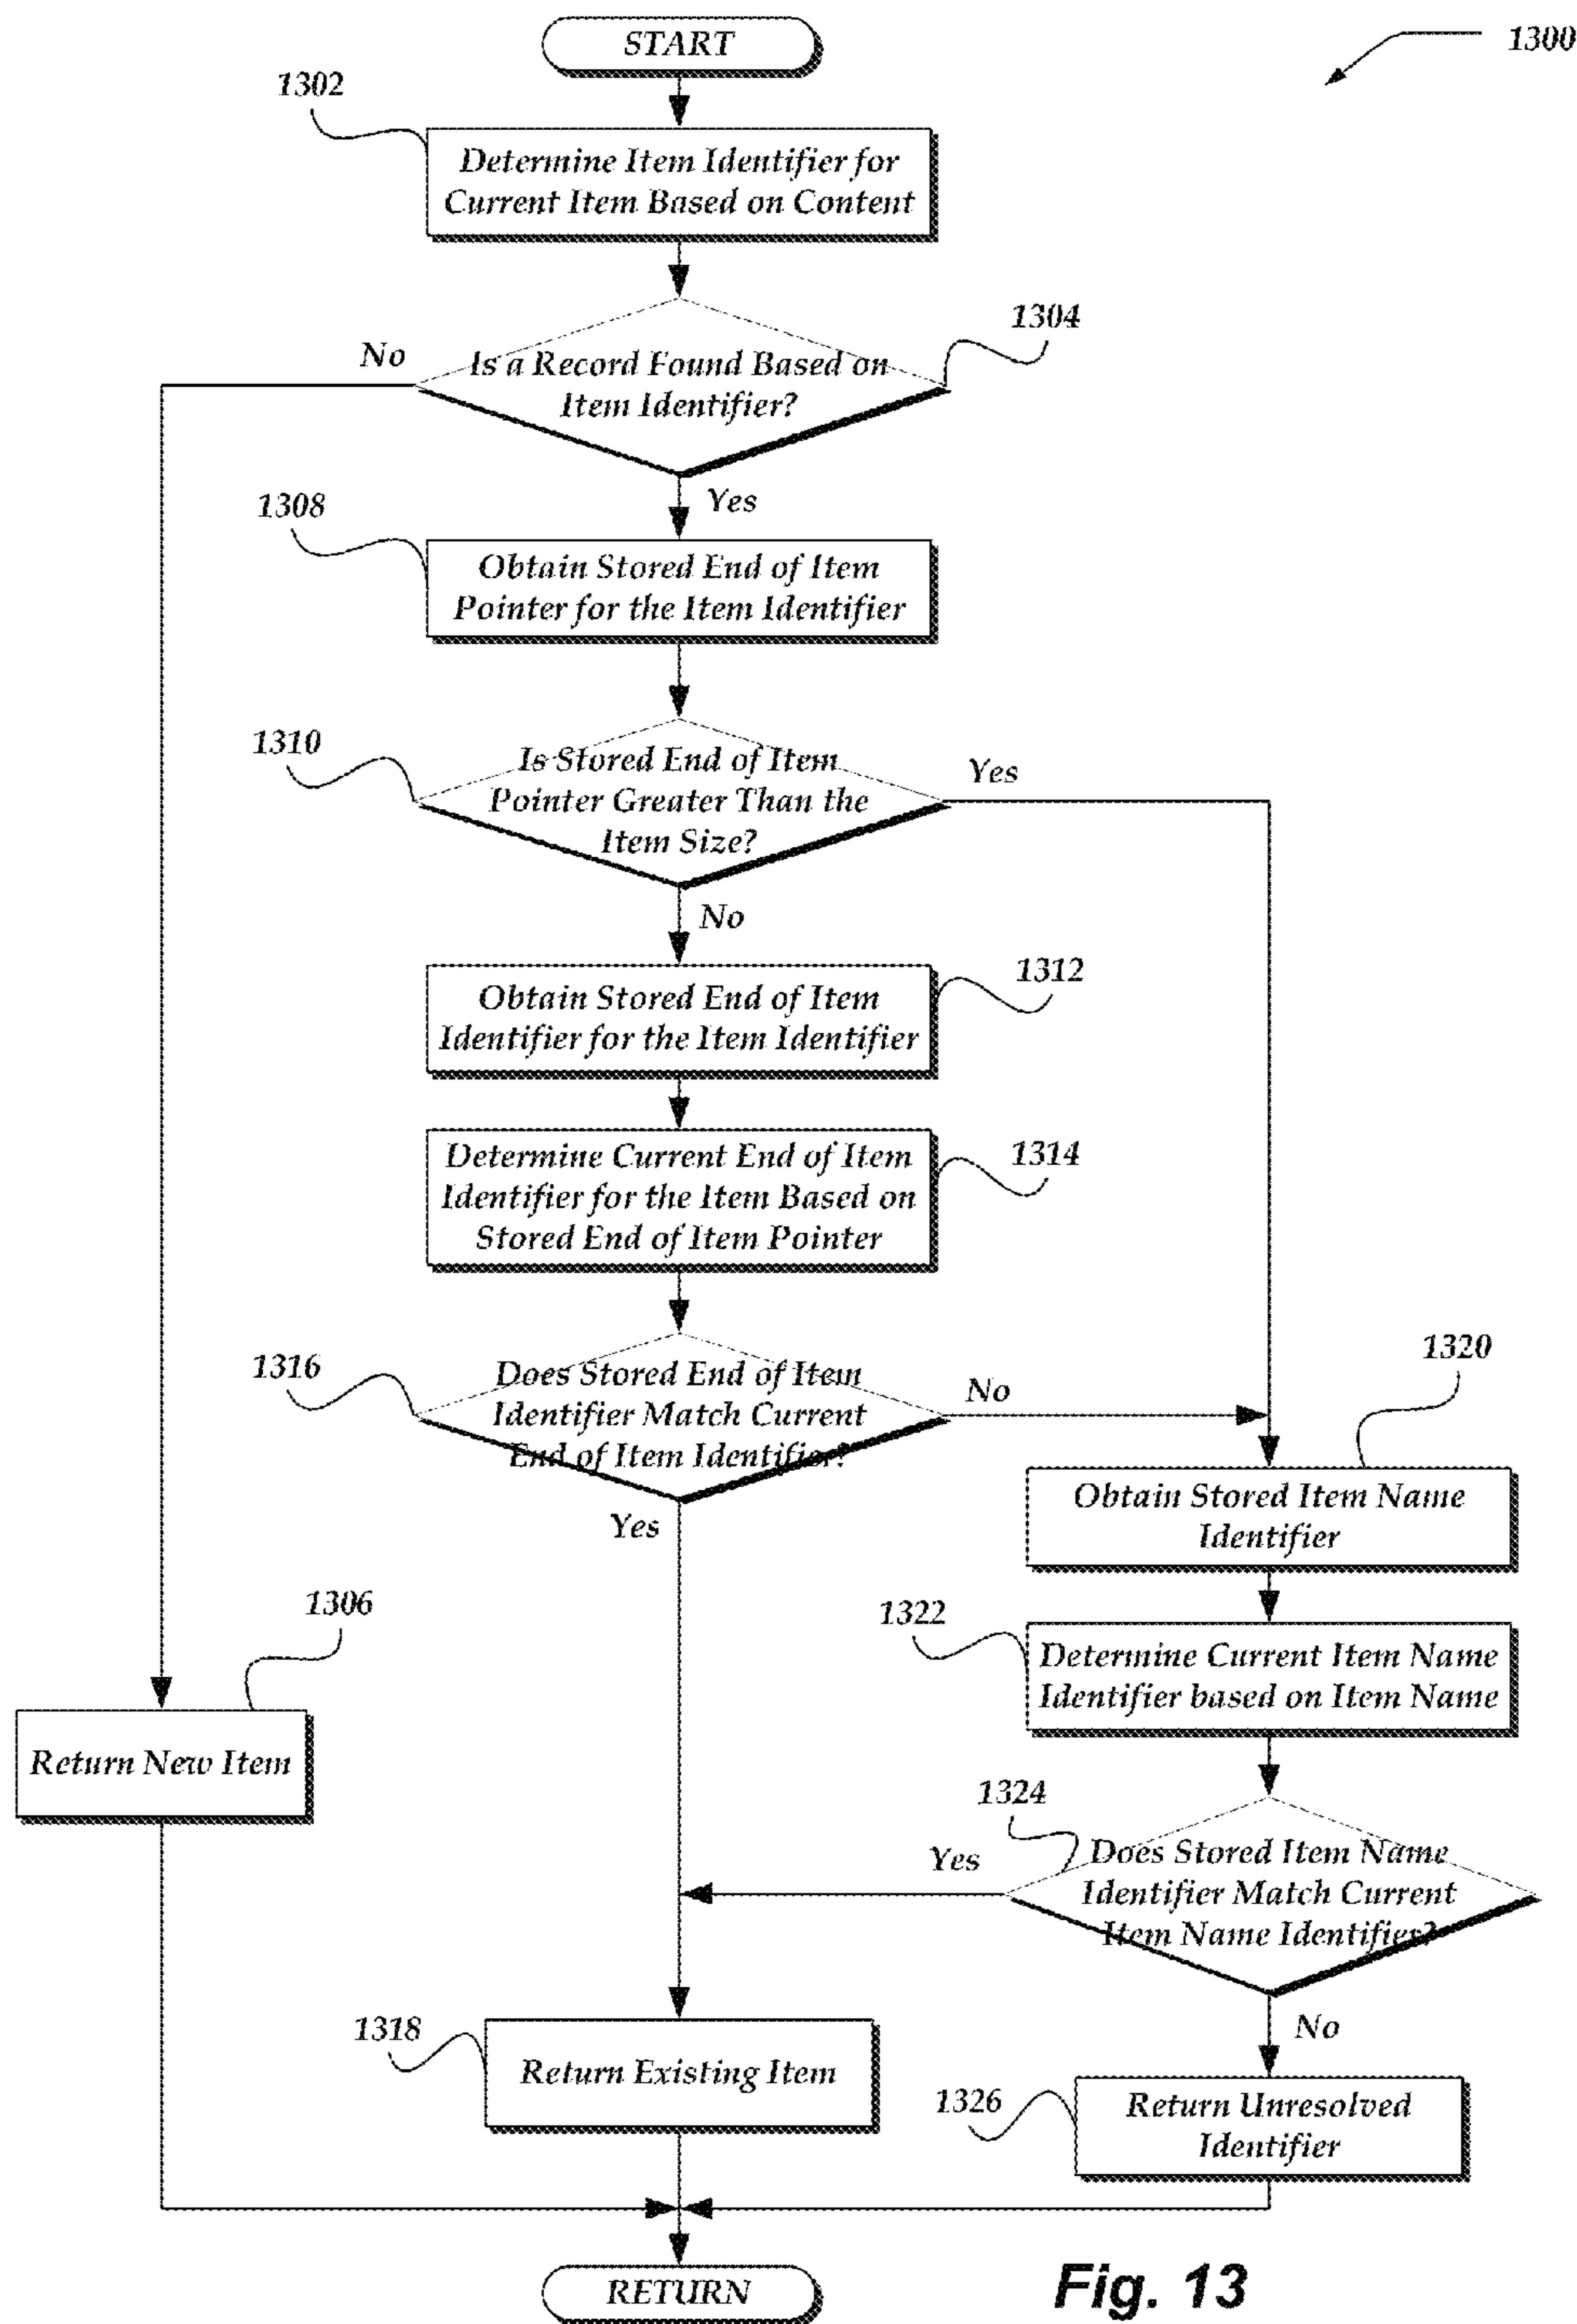 START
1300
1302
Determine Item Identifier for
Current Item Based on Content
1304
No
Is a Record Found Based on
Item Identifier?
Yes
1308
Obtain Stored End of Item
Pointer for the Item Identifier
1310
Is Stored End of Item
Pointer Greater Than the
Item Size?
Yes
No
1312
Obtain Stored End of Item
Identifier for the Item Identifier
1314
Determine Current End of Item
Identifier for the Item Based on
Stored End of Item Pointer
1316
Does Stored End of Item
Identifier Match Current
End of Item Identifier?
No
Yes
1320
Obtain Stored Item Name
Identifier
1322
Determine Current Item Name
Identifier based on Item Name
1306
Return New Item
1324
Yes
Does Stored Item Name
Identifier Match Current
Item Name Identifier?
No
1318
Return Existing Item
1326
Return Unresolved
Identifier
RETURN
Fig. 13